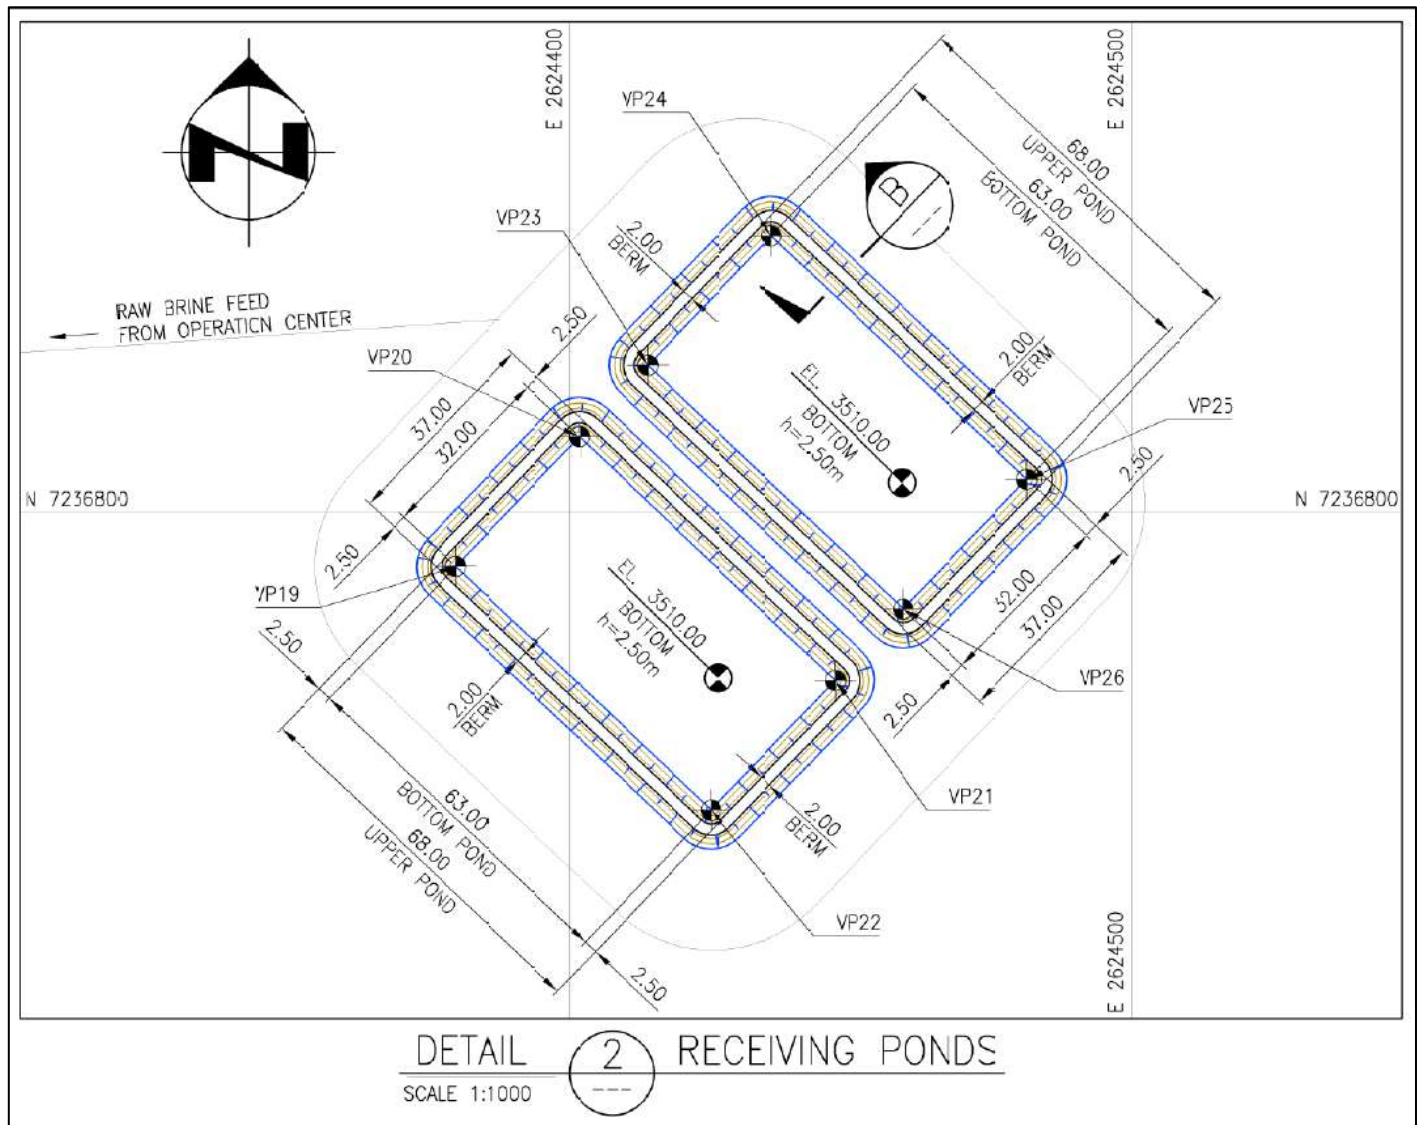 E 2624400
E 2624500
VP24
68.00
UPPER POND
63.00
BOTTOM POND
B
---
VP23
2.00
BERM
RAW BRINE FEED
FROM OPERATION CENTER
2.50
VP20
37.00
32.00
2.00
BERM
EL. 3510.00
BOTTOM
h=2.50m
VP25
2.50
N 7236800
N 7236800
2.50
VP19
EL. 3510.00
BOTTOM
h=2.50m
32.00
37.00
2.50
VP26
2.50
2.00
BERM
VP21
2.00
BERM
63.00
BOTTOM POND
68.00
UPPER POND
VP22
2.50
E 2624500
DETAIL
2
---
RECEIVING PONDS
SCALE 1:1000